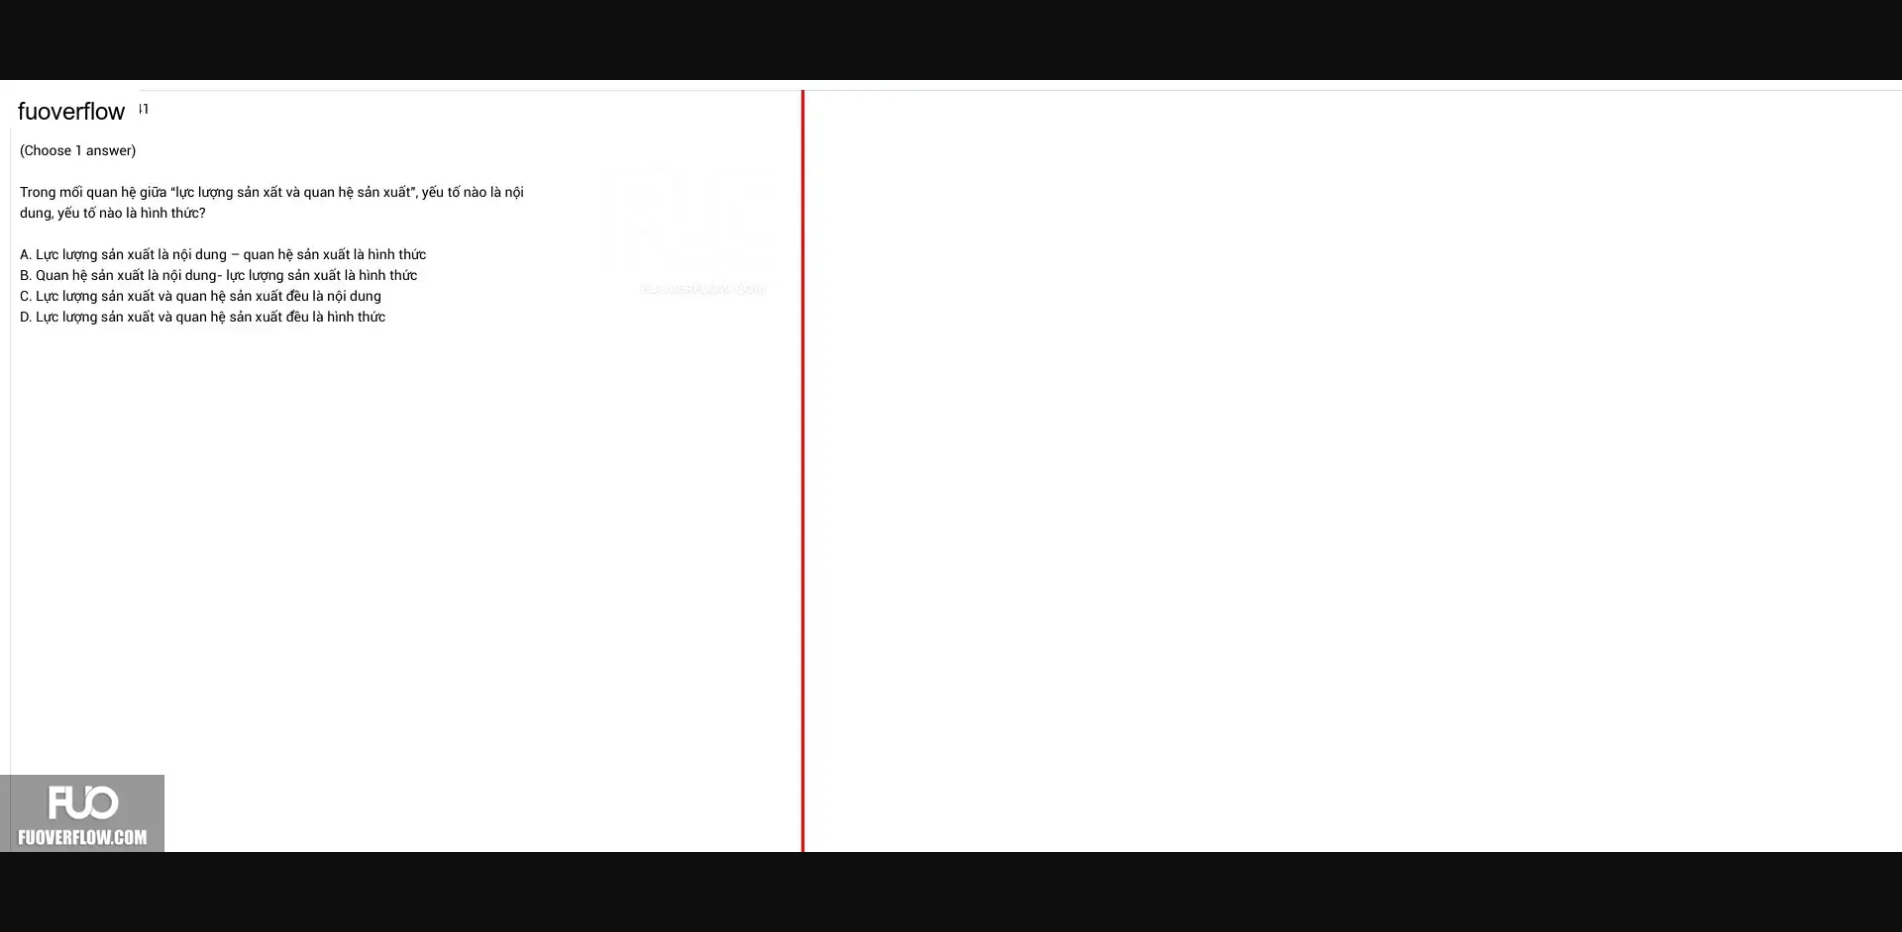 fuoverflow 41
(Choose 1 answer)
Trong mối quan hệ giữa “lực lượng sản xất và quan hệ sản xuất”, yếu tố nào là nội
dung, yếu tố nào là hình thức?
A. Lực lượng sản xuất là nội dung – quan hệ sản xuất là hình thức
B. Quan hệ sản xuất là nội dung- lực lượng sản xuất là hình thức
C. Lực lượng sản xuất và quan hệ sản xuất đều là nội dung
D. Lực lượng sản xuất và quan hệ sản xuất đều là hình thức
FUOVERFLOW.COM
FUO
FUOVERFLOW.COM